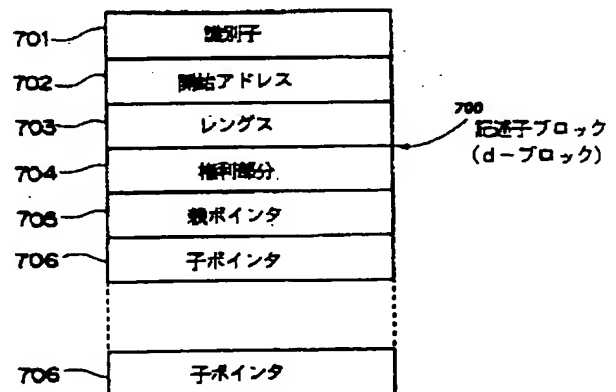 701 識別子
702 開始アドレス
703 レングス
700
記述子ブロック
(d-ブロック)
704 権利部分
705 親ポインタ
706 子ポインタ
706 子ポインタ